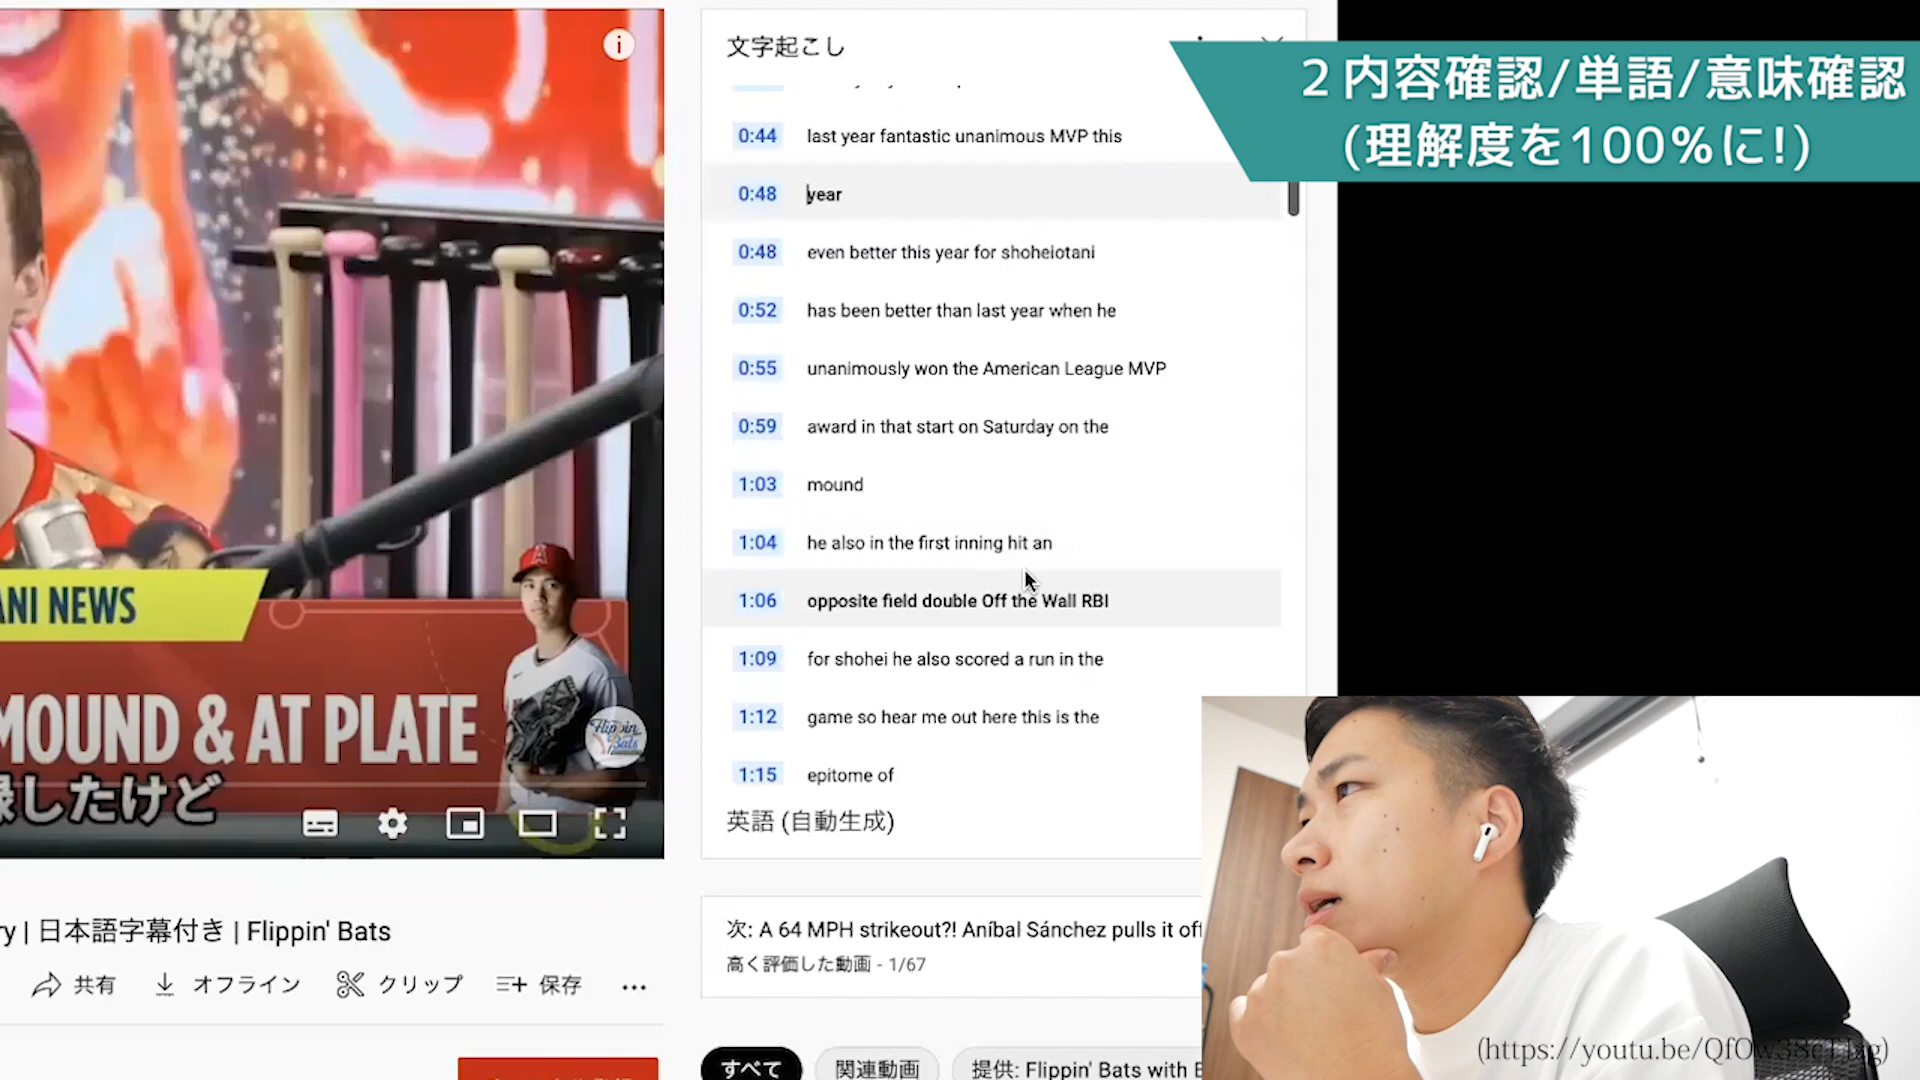 文字起こし
0:44 last year fantastic unanimous MVP this
0:48 year
0:48 even better this year for shoheiotani
0:52 has been better than last year when he
0:55 unanimously won the American League MVP
0:59 award in that start on Saturday on the
1:03 mound
1:04 he also in the first inning hit an
1:06 opposite field double Off the Wall RBI
1:09 for shohei he also scored a run in the
1:12 game so hear me out here this is the
1:15 epitome of
英語 (自動生成)
2内容確認/単語/意味確認
(理解度を100%に!)
ANI NEWS
MOUND & AT PLATE
Flippin' Bats
したけど
ry | 日本語字幕付き | Flippin' Bats
共有 オフライン クリップ 保存 ...
次: A 64 MPH strikeout?! Aníbal Sánchez pulls it of
高く評価した動画 - 1/67
すべて 関連動画 提供: Flippin' Bats with